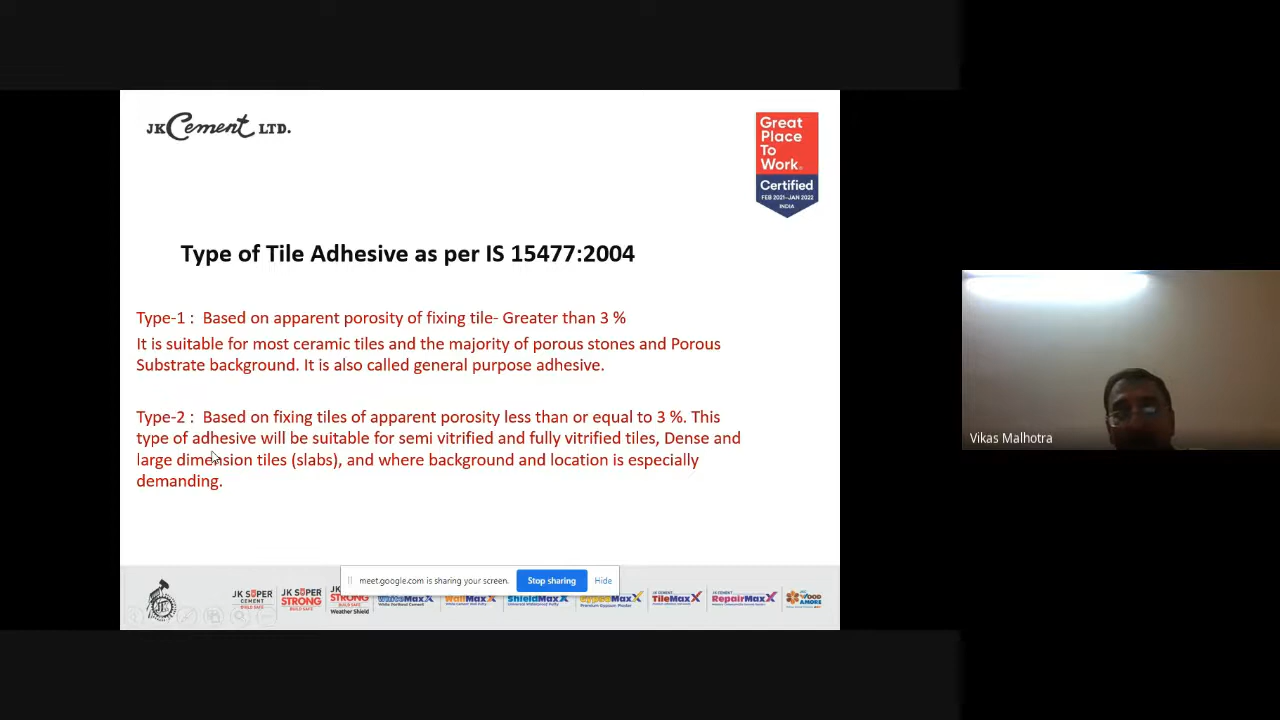 JK Cement LTD.
Great
Place
To
Work.
Certified
FEB 2021-JAN 2022
INDIA
Type of Tile Adhesive as per IS 15477:2004
Type-1 : Based on apparent porosity of fixing tile- Greater than 3 %
It is suitable for most ceramic tiles and the majority of porous stones and Porous
Substrate background. It is also called general purpose adhesive.
Type-2 : Based on fixing tiles of apparent porosity less than or equal to 3 %. This
type of adhesive will be suitable for semi vitrified and fully vitrified tiles, Dense and
large dimension tiles (slabs), and where background and location is especially
demanding.
Vikas Malhotra
meet.google.com is sharing your screen.
Stop sharing
Hide
JK SUPER
CEMENT
BUILD SAFE
JK SUPER
STRONG
BUILD SAFE
STRONG
BUILD SAFE
Weather Shield
WhiteMaxX
WallMaxX
ShieldMaxX
GypsoMaxX
JK CEMENT
TileMaxX
JK CEMENT
RepairMaxX
WOOD
AMORE